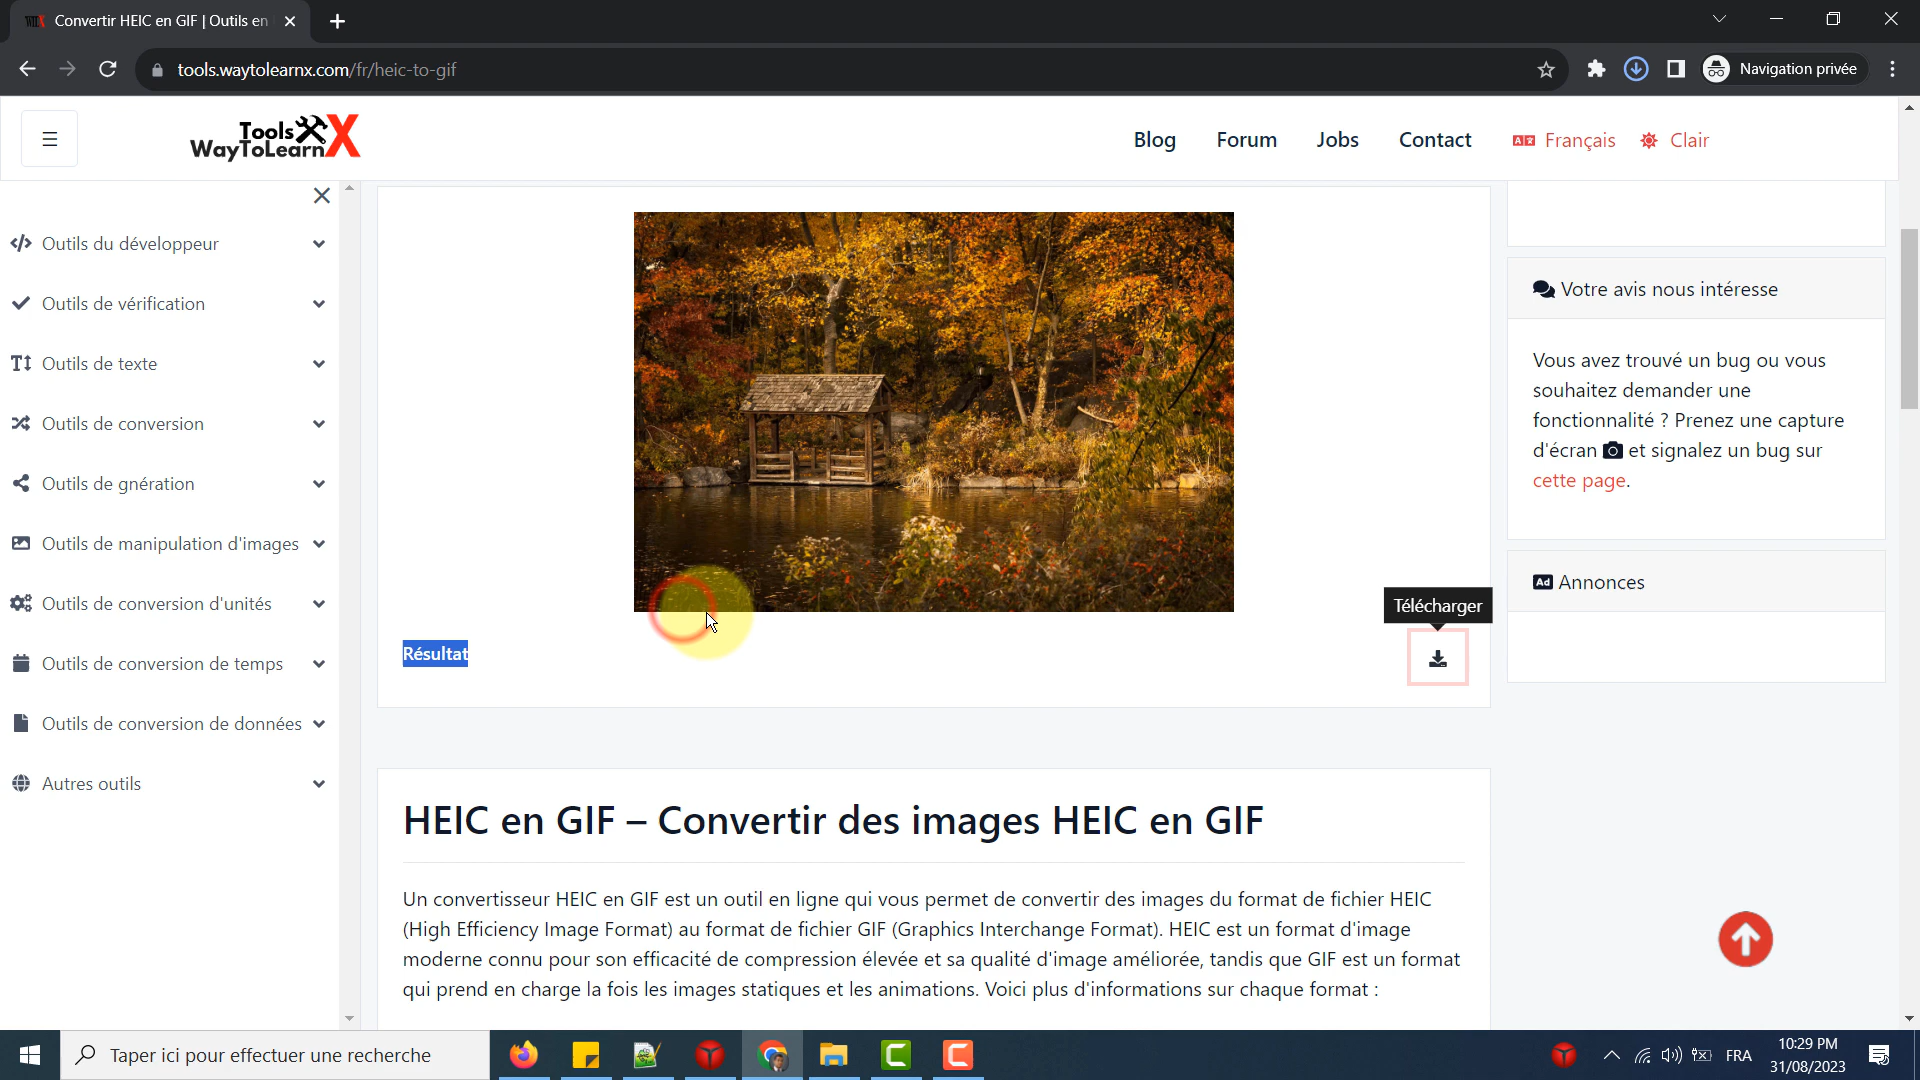 Convertir HEIC en GIF | Outils en
tools.waytolearnx.com/fr/heic-to-gif
Navigation privée
Tools X
WayToLearn
Blog
Forum
Jobs
Contact
Français
Clair
Outils du développeur
Outils de vérification
Outils de texte
Outils de conversion
Outils de gnération
Outils de manipulation d'images
Outils de conversion d'unités
Outils de conversion de temps
Outils de conversion de données
Autres outils
Télécharger
Résultat
HEIC en GIF – Convertir des images HEIC en GIF
Un convertisseur HEIC en GIF est un outil en ligne qui vous permet de convertir des images du format de fichier HEIC
(High Efficiency Image Format) au format de fichier GIF (Graphics Interchange Format). HEIC est un format d'image
moderne connu pour son efficacité de compression élevée et sa qualité d'image améliorée, tandis que GIF est un format
qui prend en charge la fois les images statiques et les animations. Voici plus d'informations sur chaque format :
Votre avis nous intéresse
Vous avez trouvé un bug ou vous
souhaitez demander une
fonctionnalité ? Prenez une capture
d'écran et signalez un bug sur
cette page.
Ad Annonces
Taper ici pour effectuer une recherche
FRA
10:29 PM
31/08/2023